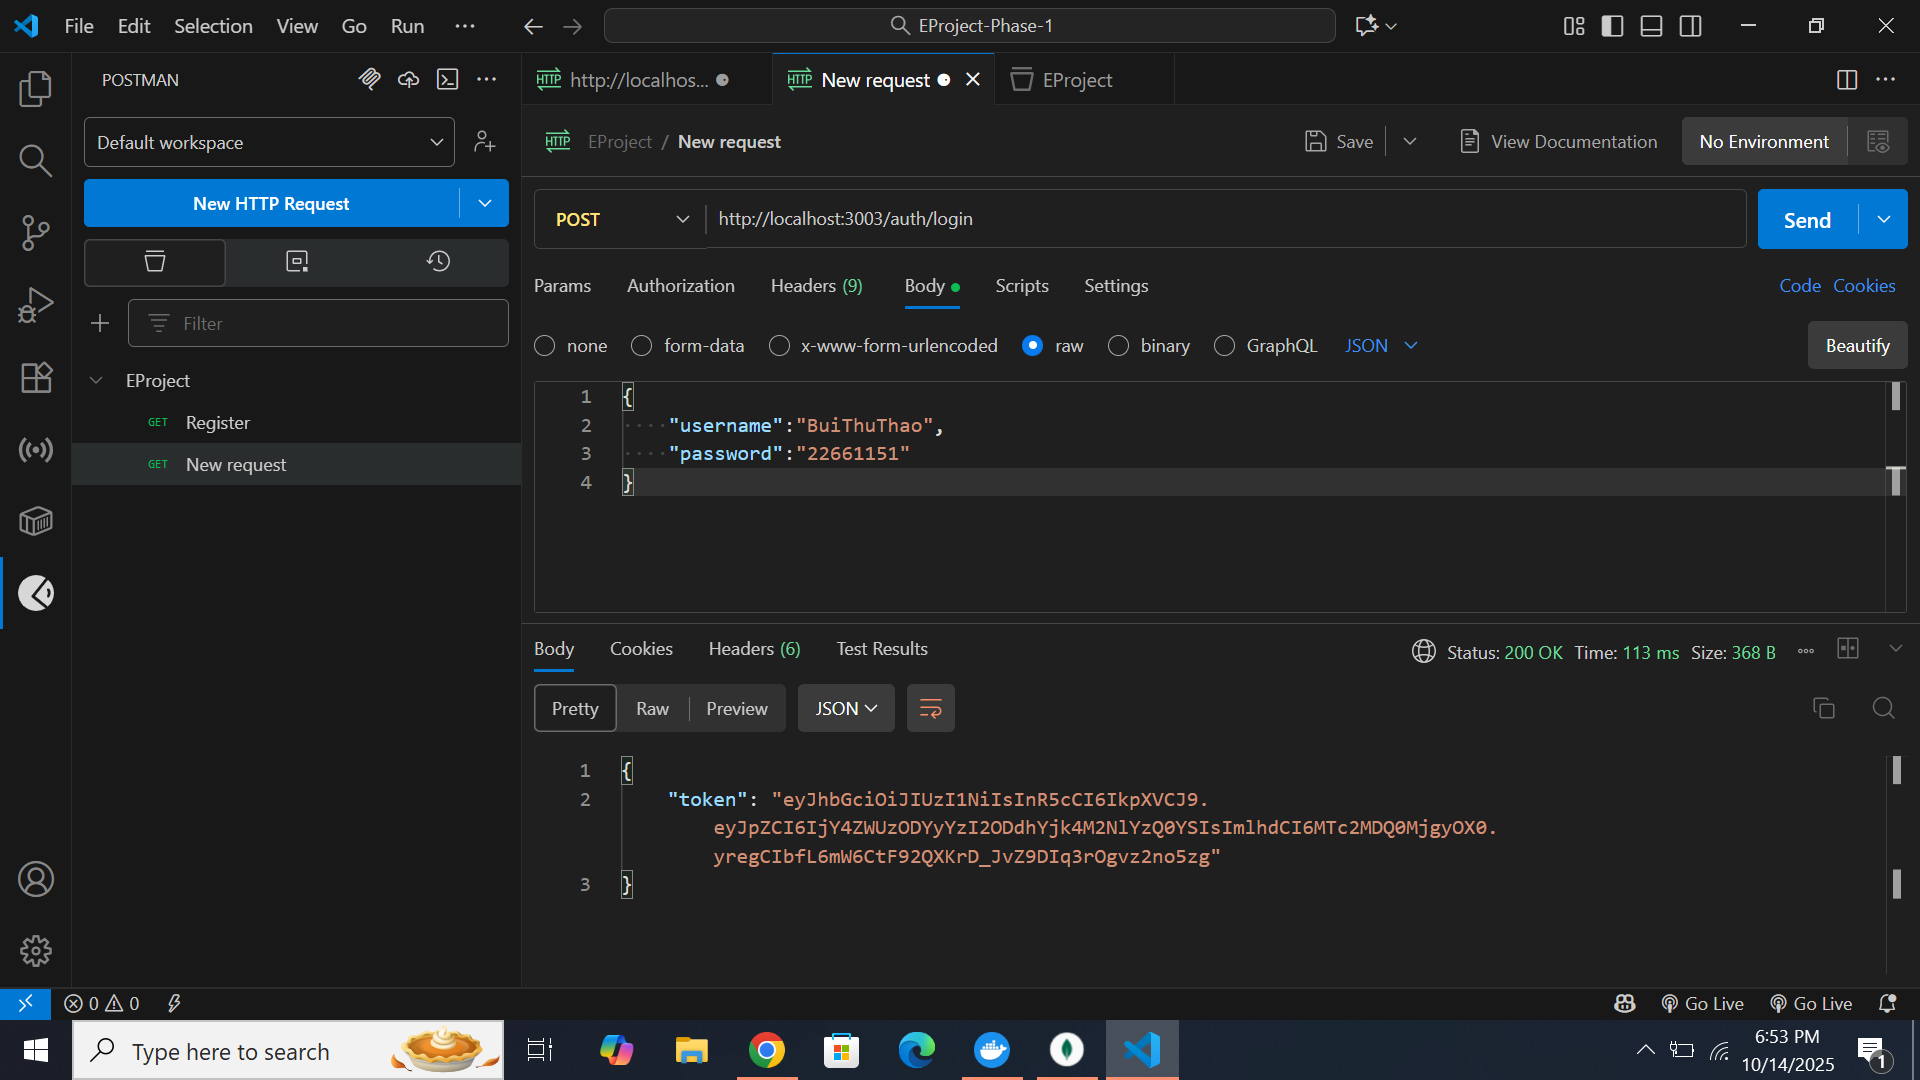 File Edit Selection View Go Run ···
EProject-Phase-1
POSTMAN
Default workspace
New HTTP Request
Filter
EProject
GET Register
GET New request
HTTP http://localhos...
HTTP New request
EProject
HTTP EProject / New request
Save
View Documentation
No Environment
POST
http://localhost:3003/auth/login
Send
Params Authorization Headers (9) Body Scripts Settings
Code Cookies
none form-data x-www-form-urlencoded raw binary GraphQL JSON
Beautify
1 {
2 "username":"BuiThuThao",
3 "password":"22661151"
4 }
Body Cookies Headers (6) Test Results
Status: 200 OK Time: 113 ms Size: 368 B
Pretty Raw Preview JSON
1 {
2 "token": "eyJhbGciOiJIUzI1NiIsInR5cCI6IkpXVCJ9.
eyJpZCI6IjY4ZWUzODYyYzI2ODdhYjk4M2NlYzQ0YSIsImlhdCI6MTc2MDQ0MjgyOX0.
yregCIbfL6mW6CtF92QXKrD_JvZ9DIq3rOgvz2no5zg"
3 }
0 0
Go Live
Go Live
Type here to search
6:53 PM
10/14/2025
1